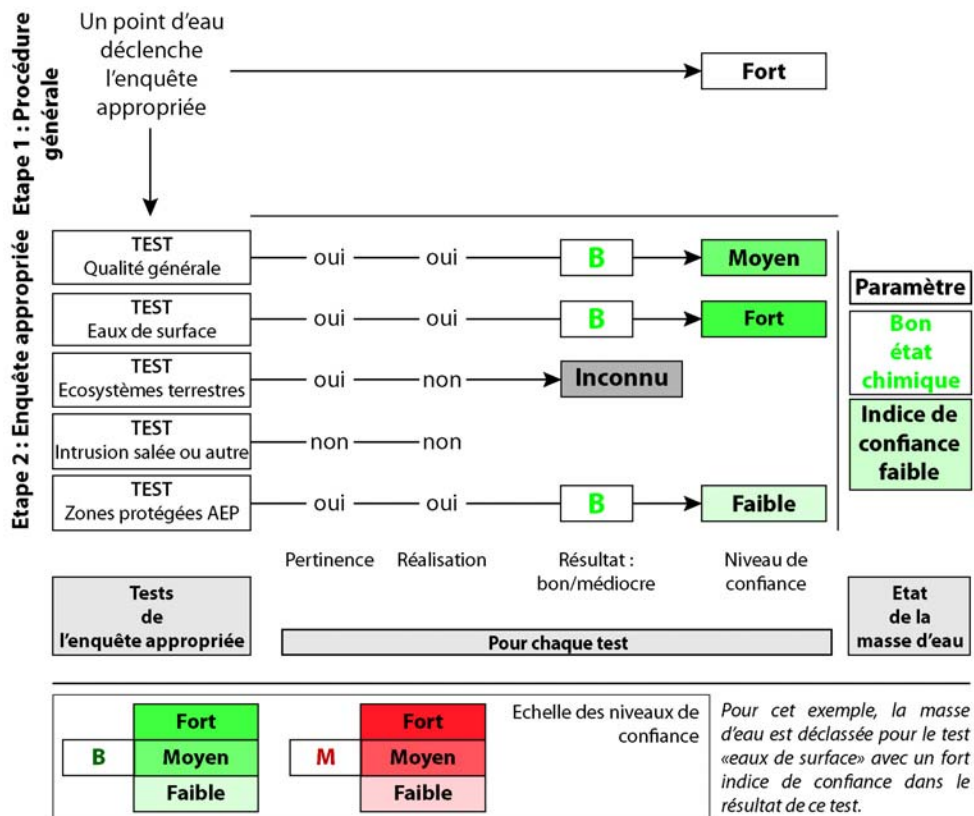 Etape 1 : Procédure
générale
Un point d'eau
déclenche
l'enquête
appropriée
Fort
Etape 2 : Enquête appropriée
TEST
Qualité générale
oui
oui
B
Moyen
TEST
Eaux de surface
oui
oui
B
Fort
TEST
Ecosystèmes terrestres
oui
non
Inconnu
TEST
Intrusion salée ou autre
non
non
TEST
Zones protégées AEP
oui
oui
B
Faible
Paramètre
Bon
état
chimique
Indice de
confiance
faible
Pertinence
Réalisation
Résultat :
bon/médiocre
Niveau de
confiance
Tests
de
l'enquête appropriée
Pour chaque test
Etat
de la
masse d'eau
B
Fort
Moyen
Faible
M
Fort
Moyen
Faible
Echelle des niveaux de
confiance
Pour cet exemple, la masse
d'eau est déclassée pour le test
«eaux de surface» avec un fort
indice de confiance dans le
résultat de ce test.